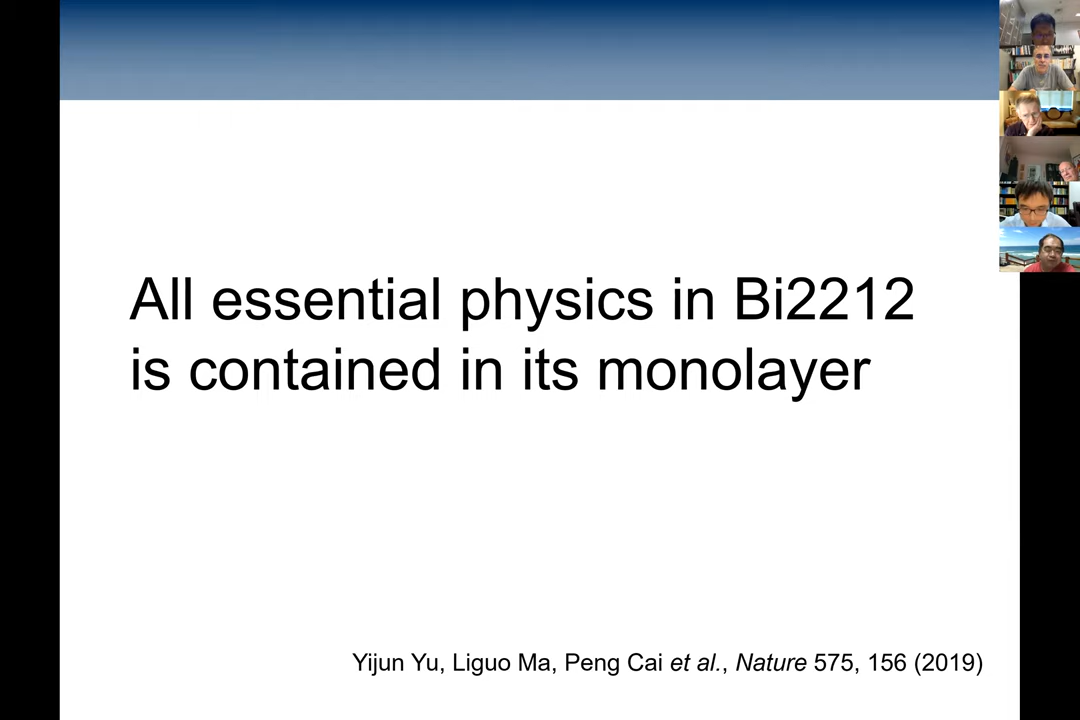 All essential physics in Bi2212
is contained in its monolayer
Yijun Yu, Liguo Ma, Peng Cai et al., Nature 575, 156 (2019)